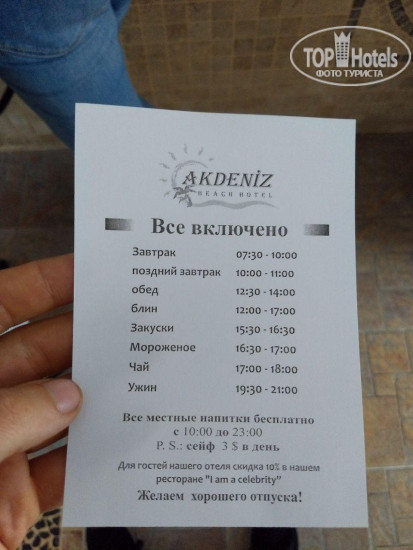 TOP Hotels
ФОТО ТУРИСТА
AKDENİZ
BEACH HOTEL
Все включено
Завтрак 07:30 - 10:00
поздний завтрак 10:00 - 11:00
обед 12:30 - 14:00
блин 12:00 - 17:00
Закуски 15:30 - 16:30
Мороженое 16:30 - 17:00
Чай 17:00 - 18:00
Ужин 19:30 - 21:00
Все местные напитки бесплатно
с 10:00 до 23:00
P. S.: сейф 3 $ в день
Для гостей нашего отеля скидка 10% в нашем
ресторане "I am a celebrity"
Желаем хорошего отпуска!